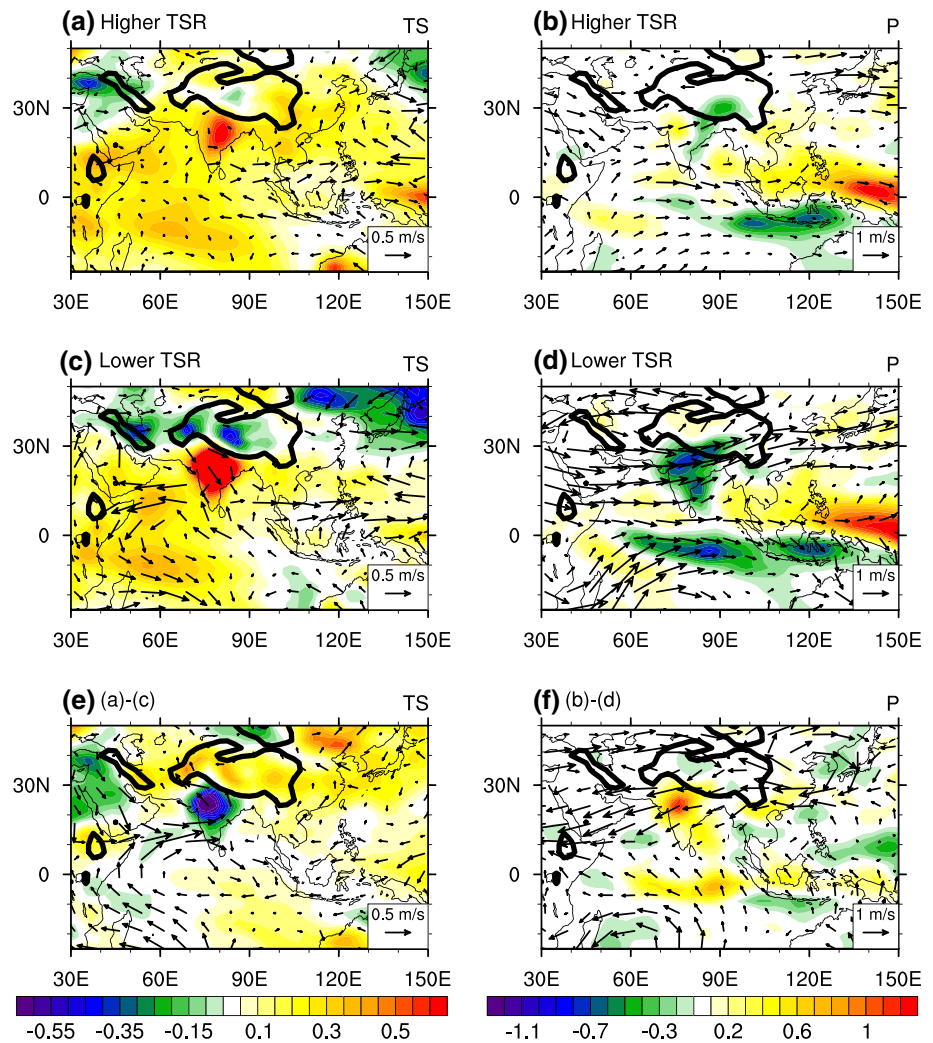 (a) Higher TSR TS
(b) Higher TSR P
30N
0
0.5 m/s
30E 60E 90E 120E 150E
30N
0
1 m/s
30E 60E 90E 120E 150E
(c) Lower TSR TS
(d) Lower TSR P
30N
0
0.5 m/s
30E 60E 90E 120E 150E
30N
0
1 m/s
30E 60E 90E 120E 150E
(e) (a)-(c) TS
(f) (b)-(d) P
30N
0
0.5 m/s
30E 60E 90E 120E 150E
30N
0
1 m/s
30E 60E 90E 120E 150E
-0.55 -0.35 -0.15 0.1 0.3 0.5
-1.1 -0.7 -0.3 0.2 0.6 1